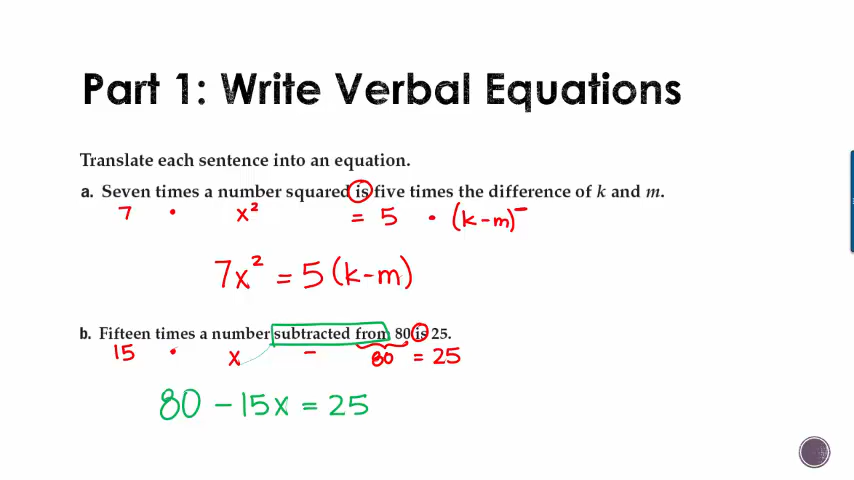 Part 1: Write Verbal Equations
Translate each sentence into an equation.
a. Seven times a number squared is five times the difference of k and m.
7 • x² = 5 • (k-m)
7x² = 5 (k-m)
b. Fifteen times a number subtracted from 80 is 25.
15 • x - 80 = 25
80 - 15x = 25